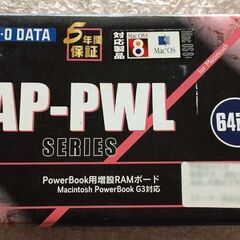 I-O DATA
5年間保証
対応製品
Mac OS 8
Mac OS
for Macintosh
AP-PWL
64
SERIES
PowerBook用増設RAMボード
Macintosh PowerBook G3対応